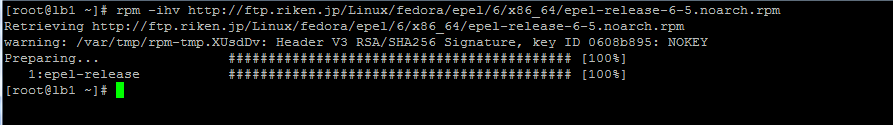 [root@lb1 ~]# rpm -ihv http://ftp.riken.jp/Linux/fedora/epel/6/x86_64/epel-release-6-5.noarch.rpm
Retrieving http://ftp.riken.jp/Linux/fedora/epel/6/x86_64/epel-release-6-5.noarch.rpm
warning: /var/tmp/rpm-tmp.XUsdDv: Header V3 RSA/SHA256 Signature, key ID 0608b895: NOKEY
Preparing...                ########################################### [100%]
   1:epel-release           ########################################### [100%]
[root@lb1 ~]#